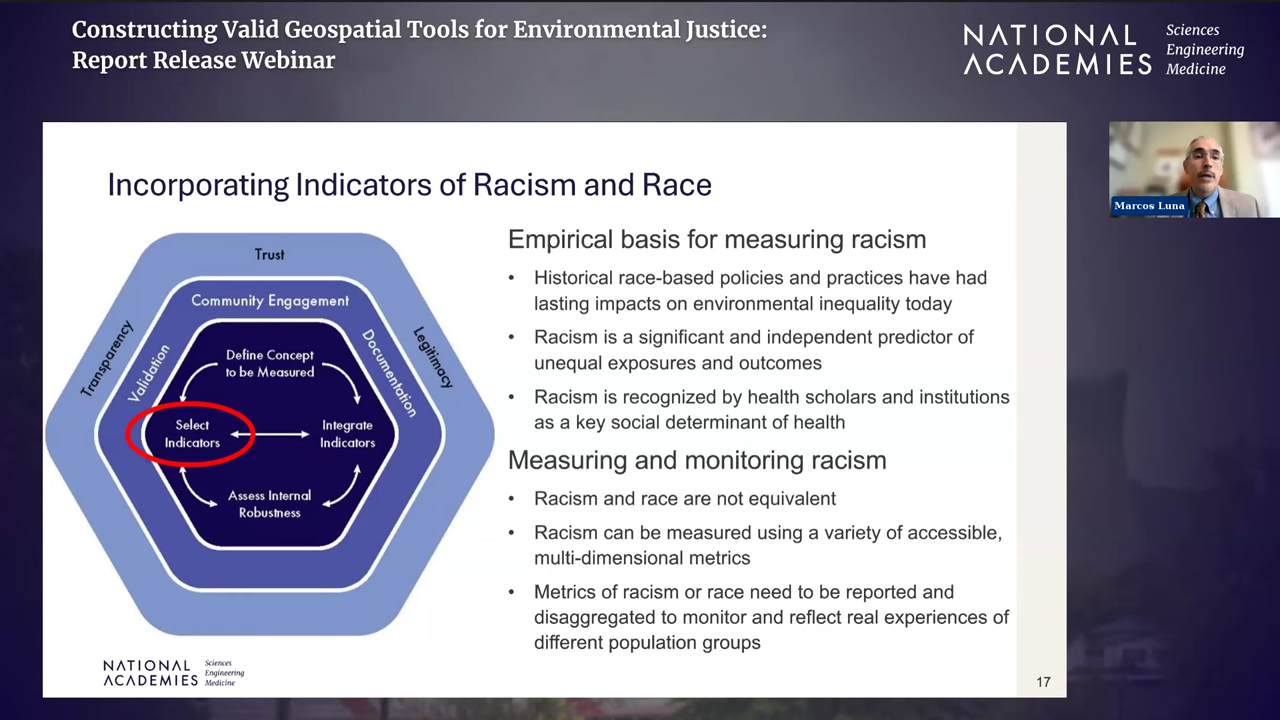 Constructing Valid Geospatial Tools for Environmental Justice:
Report Release Webinar
NATIONAL
ACADEMIES
Sciences
Engineering
Medicine
Marcos Luna
Incorporating Indicators of Racism and Race
Trust
Transparency
Legitimacy
Community Engagement
Validation
Documentation
Define Concept
to be Measured
Select
Indicators
Integrate
Indicators
Assess Internal
Robustness
Empirical basis for measuring racism
• Historical race-based policies and practices have had
lasting impacts on environmental inequality today
• Racism is a significant and independent predictor of
unequal exposures and outcomes
• Racism is recognized by health scholars and institutions
as a key social determinant of health
Measuring and monitoring racism
• Racism and race are not equivalent
• Racism can be measured using a variety of accessible,
multi-dimensional metrics
• Metrics of racism or race need to be reported and
disaggregated to monitor and reflect real experiences of
different population groups
NATIONAL
ACADEMIES
Sciences
Engineering
Medicine
17